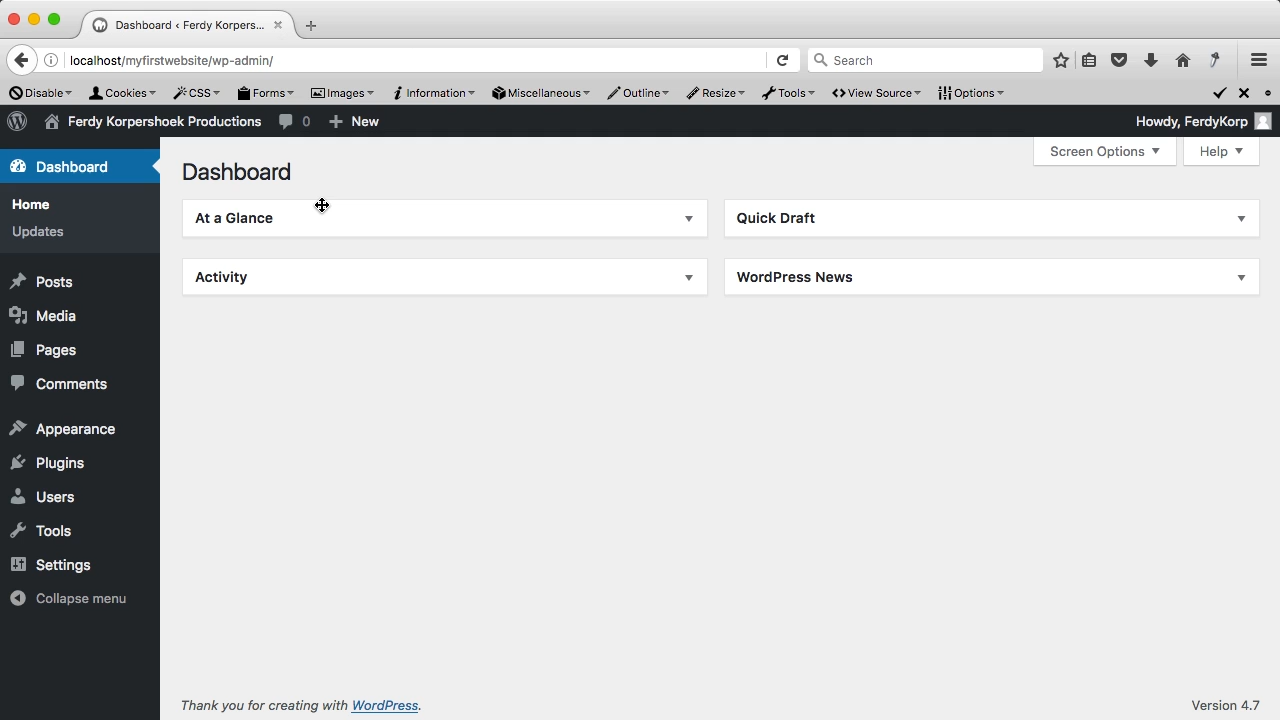 Dashboard ‹ Ferdy Korpers...
localhost/myfirstwebsite/wp-admin/
Search
Disable Cookies CSS Forms Images Information Miscellaneous Outline Resize Tools View Source Options
Ferdy Korpershoek Productions 0 New Howdy, FerdyKorp
Dashboard
Home
Updates
Posts
Media
Pages
Comments
Appearance
Plugins
Users
Tools
Settings
Collapse menu
Screen Options Help
Dashboard
At a Glance
Quick Draft
Activity
WordPress News
Thank you for creating with WordPress. Version 4.7